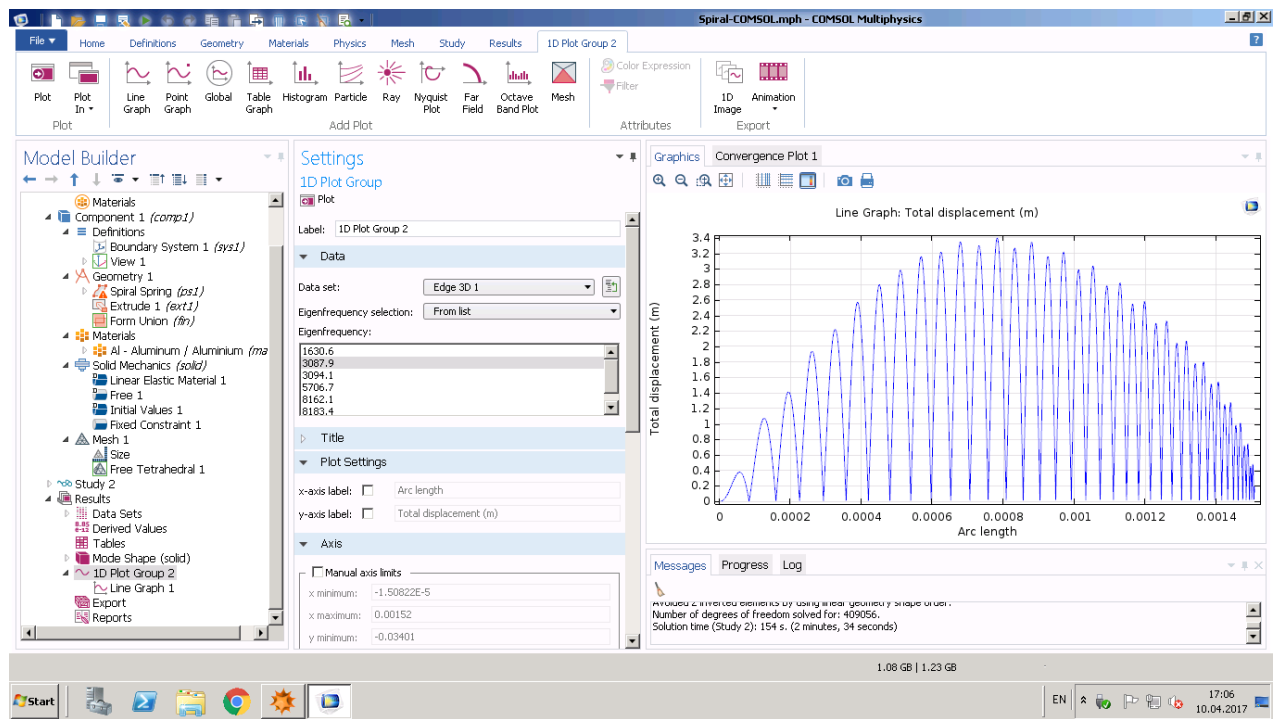 Spiral-COMSOL.mph - COMSOL Multiphysics
File Home Definitions Geometry Materials Physics Mesh Study Results 1D Plot Group 2
Plot
Plot In
Line Graph
Point Graph
Global
Table Graph
Histogram
Particle
Ray
Nyquist Plot
Far Field
Octave Band Plot
Mesh
Color Expression
Filter
1D Image
Animation
Plot
Add Plot
Attributes
Export
Model Builder
Materials
Component 1 (comp1)
Definitions
Boundary System 1 (sys1)
View 1
Geometry 1
Spiral Spring (ps1)
Extrude 1 (ext1)
Form Union (fin)
Materials
Al - Aluminum / Aluminium (ma
Solid Mechanics (solid)
Linear Elastic Material 1
Free 1
Initial Values 1
Fixed Constraint 1
Mesh 1
Size
Free Tetrahedral 1
Study 2
Results
Data Sets
8.85
e-12
Derived Values
Tables
Mode Shape (solid)
1D Plot Group 2
Line Graph 1
Export
Reports
Settings
1D Plot Group
Plot
Label: 1D Plot Group 2
Data
Data set: Edge 3D 1
Eigenfrequency selection: From list
Eigenfrequency:
1630.6
3087.9
3094.1
5706.7
8162.1
8183.4
Title
Plot Settings
x-axis label: Arc length
y-axis label: Total displacement (m)
Axis
Manual axis limits
x minimum: -1.50822E-5
x maximum: 0.00152
y minimum: -0.03401
Graphics Convergence Plot 1
Line Graph: Total displacement (m)
Total displacement (m)
3.4
3.2
3
2.8
2.6
2.4
2.2
2
1.8
1.6
1.4
1.2
1
0.8
0.6
0.4
0.2
0
0 0.0002 0.0004 0.0006 0.0008 0.001 0.0012 0.0014
Arc length
Messages Progress Log
Avoided 2 inverted elements by using linear geometry shape order.
Number of degrees of freedom solved for: 409056.
Solution time (Study 2): 154 s. (2 minutes, 34 seconds)
1.08 GB | 1.23 GB
Start
EN
17:06
10.04.2017